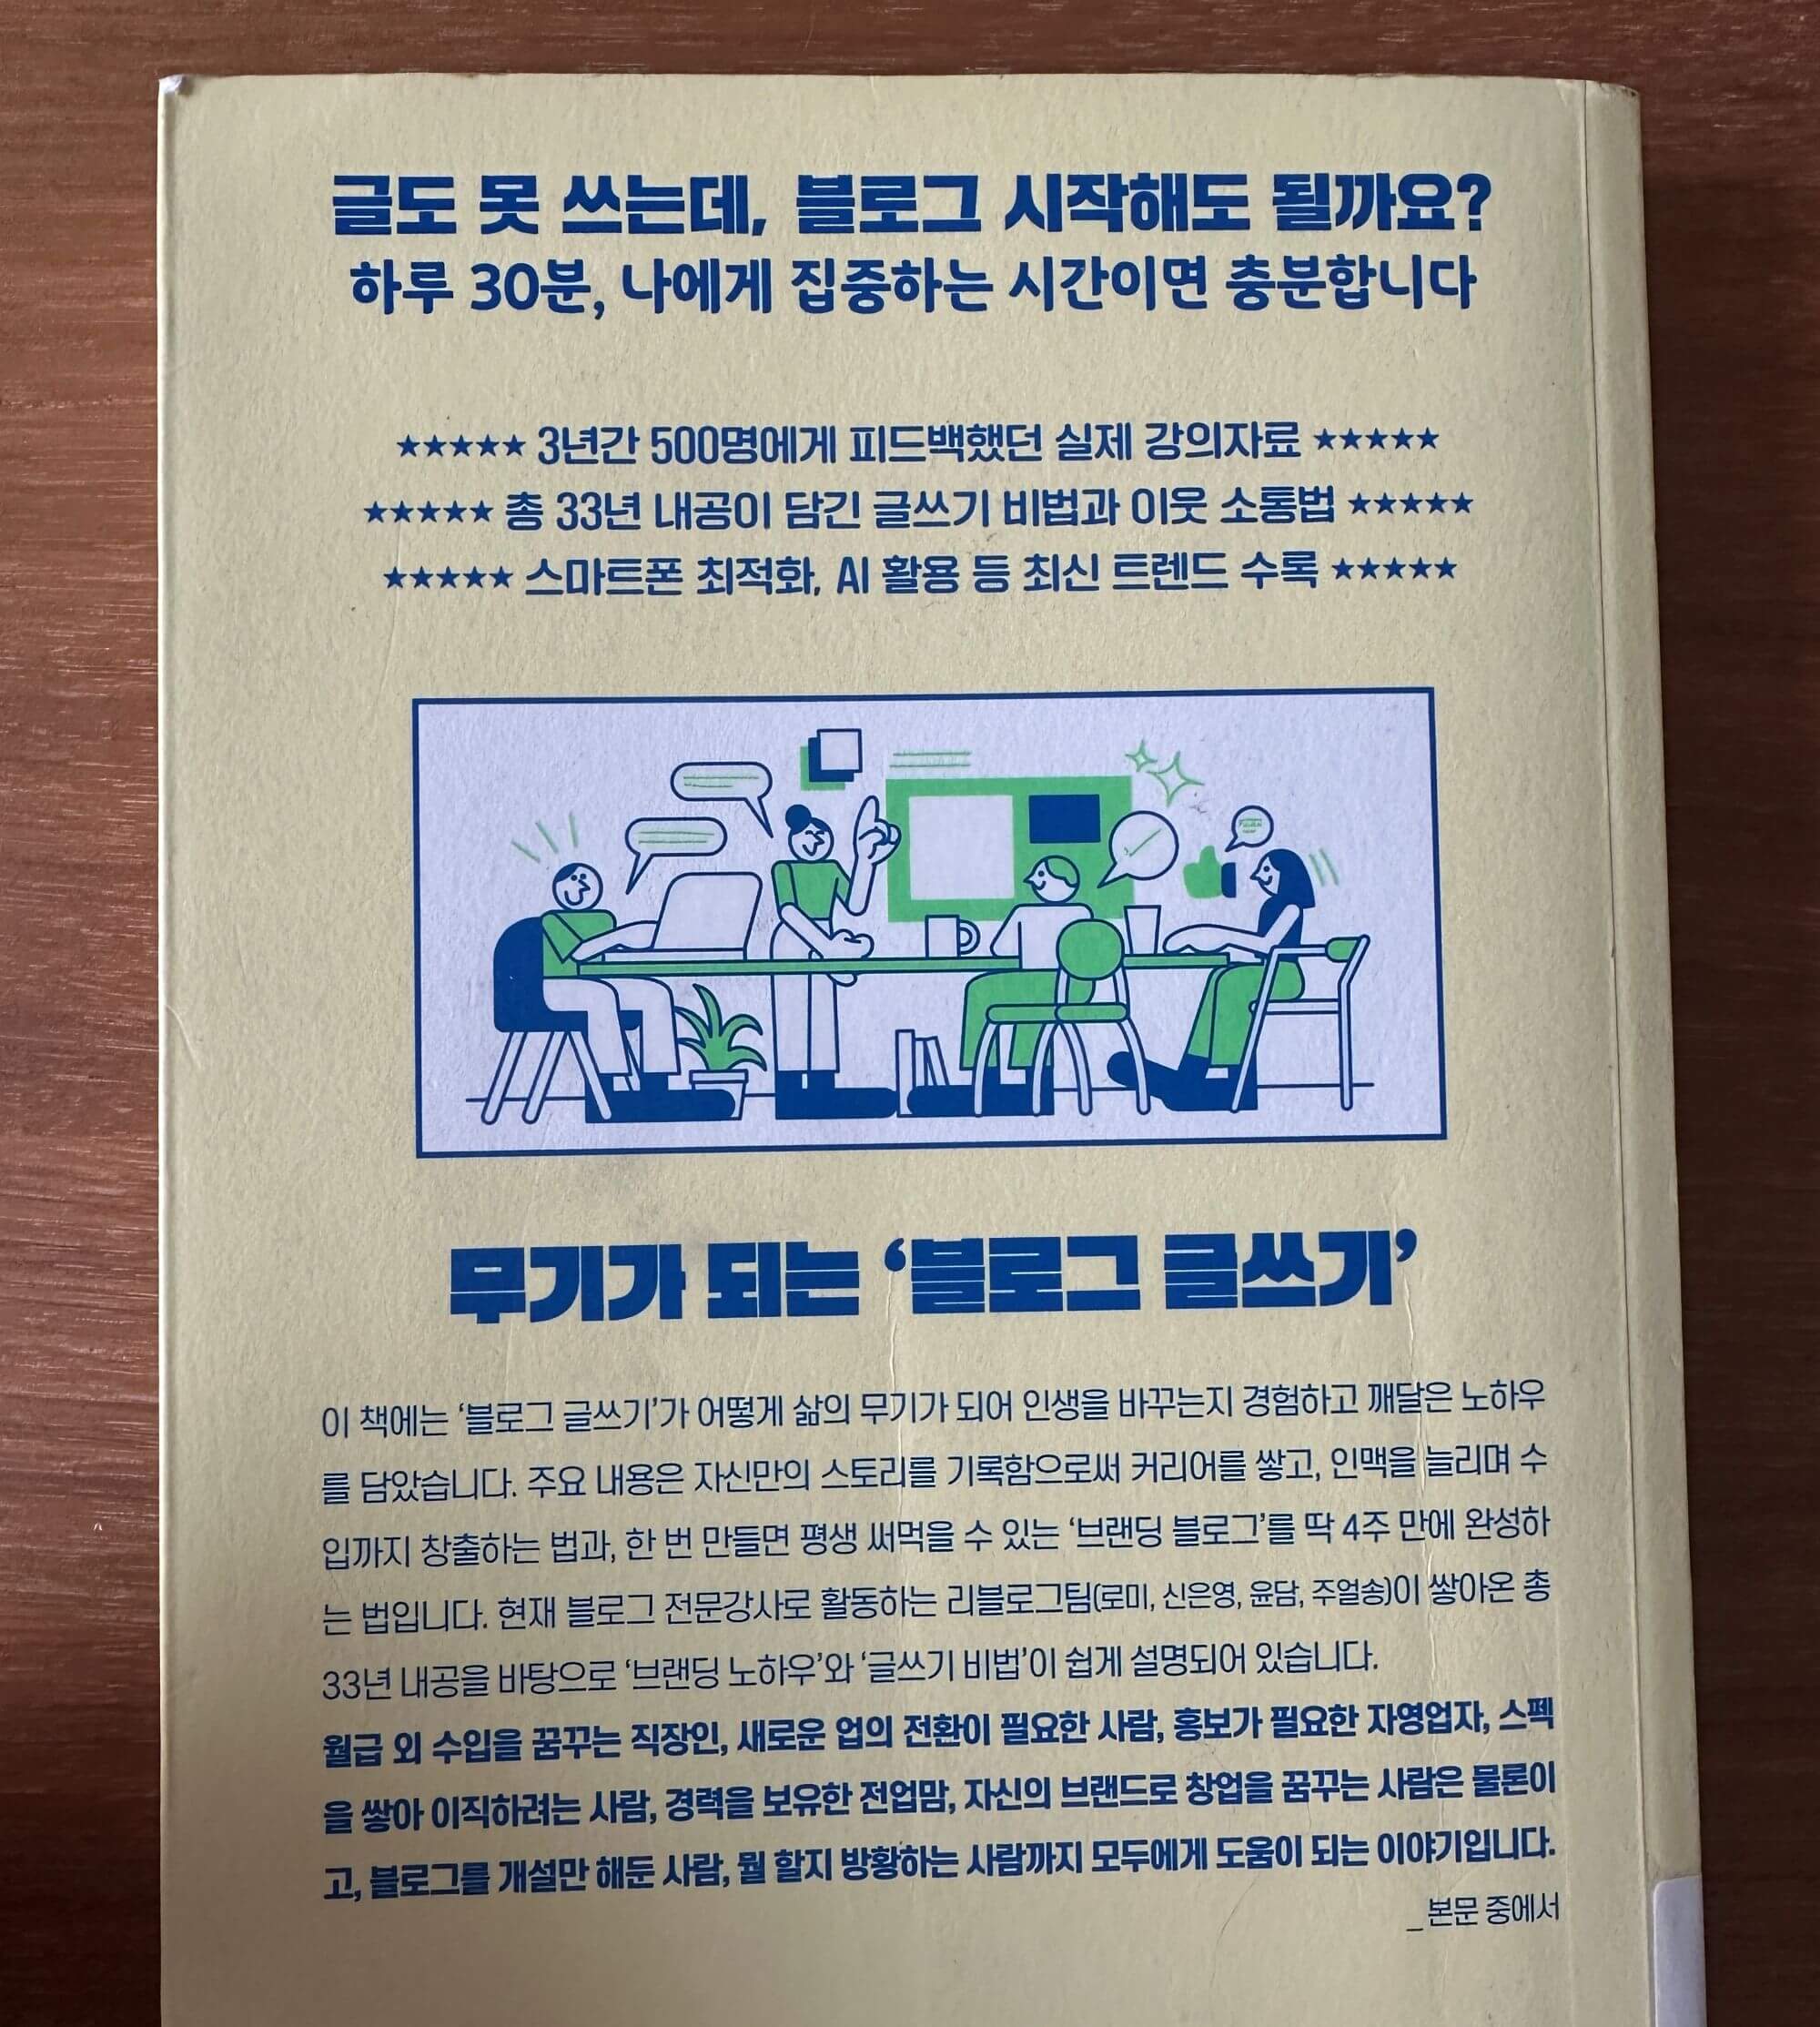 글도 못 쓰는데, 블로그 시작해도 될까요?
하루 30분, 나에게 집중하는 시간이면 충분합니다
★★★★★ 3년간 500명에게 피드백했던 실제 강의자료 ★★★★★
★★★★★ 총 33년 내공이 담긴 글쓰기 비법과 이웃 소통법 ★★★★★
★★★★★ 스마트폰 최적화, AI 활용 등 최신 트렌드 수록 ★★★★★
무기가 되는 ‘블로그 글쓰기’
이 책에는 ‘블로그 글쓰기’가 어떻게 삶의 무기가 되어 인생을 바꾸는지 경험하고 깨달은 노하우
를 담았습니다. 주요 내용은 자신만의 스토리를 기록함으로써 커리어를 쌓고, 인맥을 늘리며 수
입까지 창출하는 법과, 한 번 만들면 평생 써먹을 수 있는 ‘브랜딩 블로그’를 딱 4주 만에 완성하
는 법입니다. 현재 블로그 전문강사로 활동하는 리블로그팀(로미, 신은영, 윤담, 주얼송)이 쌓아온 총
33년 내공을 바탕으로 ‘브랜딩 노하우’와 ‘글쓰기 비법’이 쉽게 설명되어 있습니다.
월급 외 수입을 꿈꾸는 직장인, 새로운 업의 전환이 필요한 사람, 홍보가 필요한 자영업자, 스펙
을 쌓아 이직하려는 사람, 경력을 보유한 전업맘, 자신의 브랜드로 창업을 꿈꾸는 사람은 물론이
고, 블로그를 개설만 해둔 사람, 뭘 할지 방황하는 사람까지 모두에게 도움이 되는 이야기입니다.
_본문 중에서